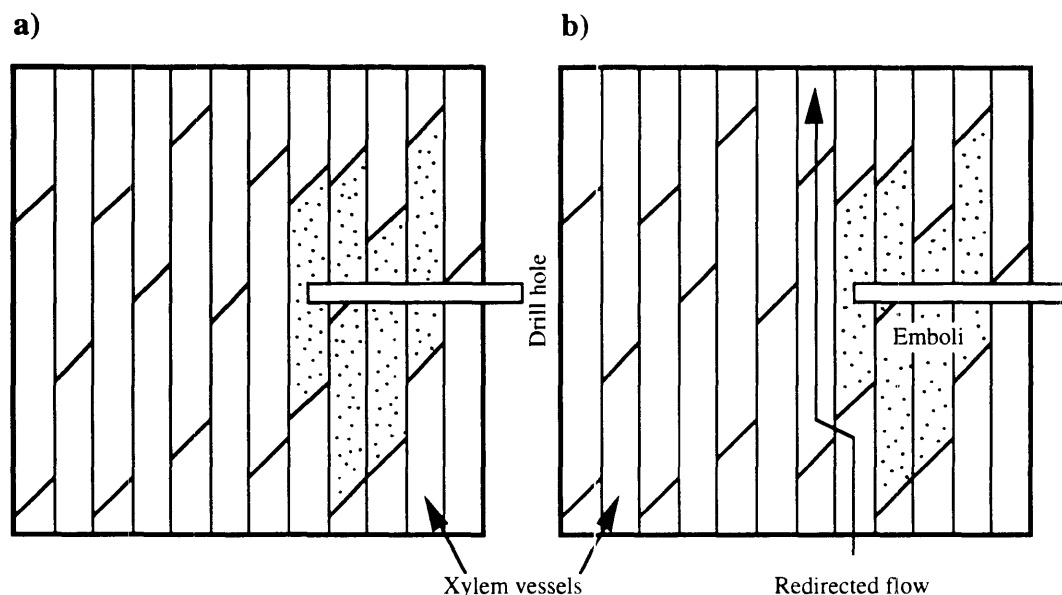 a)
b)
Drill hole
Emboli
Xylem vessels
Redirected flow